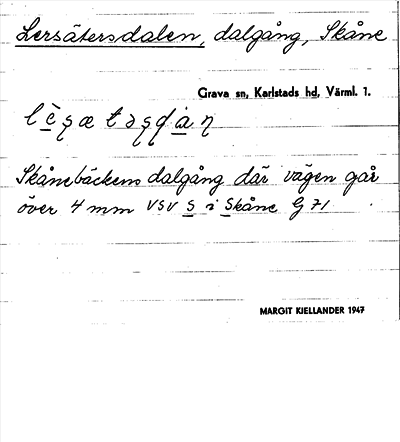 Lersätersdalen, dalgång, Skåne
Grava sn, Karlstads hd, Värml. 1.
Skånebäckens dalgång där vägen går
över 4 mm VSV S i Skåne G 71.
MARGIT KIELLANDER 1947